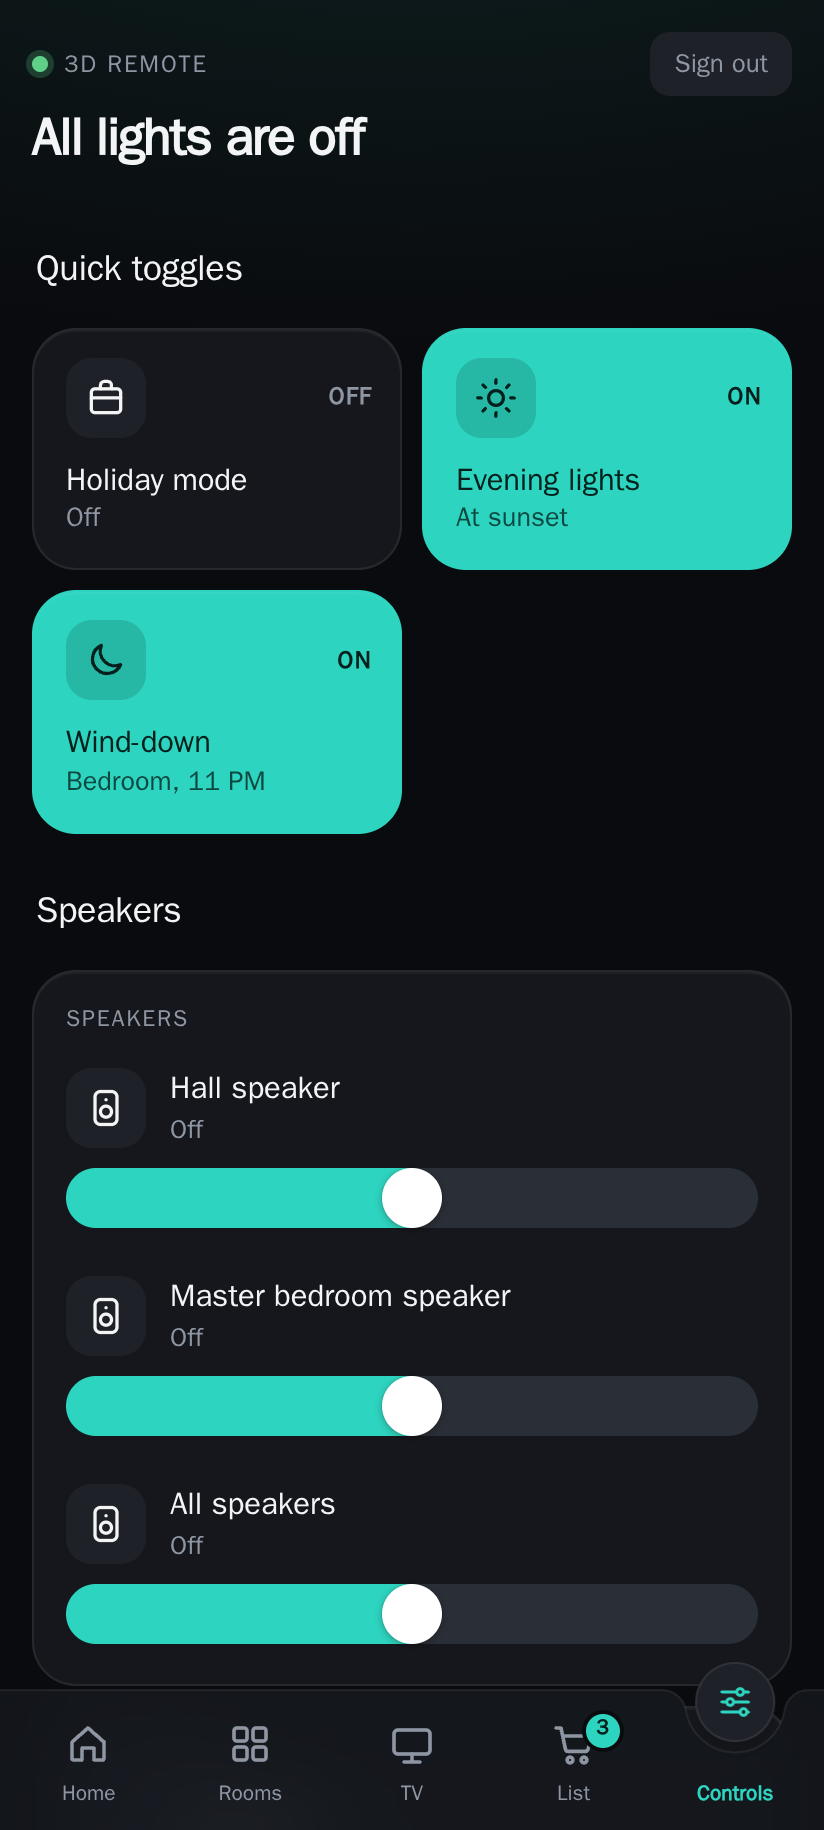 3D REMOTE
Sign out
All lights are off
Quick toggles
OFF
Holiday mode
Off
ON
Evening lights
At sunset
ON
Wind-down
Bedroom, 11 PM
Speakers
SPEAKERS
Hall speaker
Off
Master bedroom speaker
Off
All speakers
Off
3
Home
Rooms
TV
List
Controls